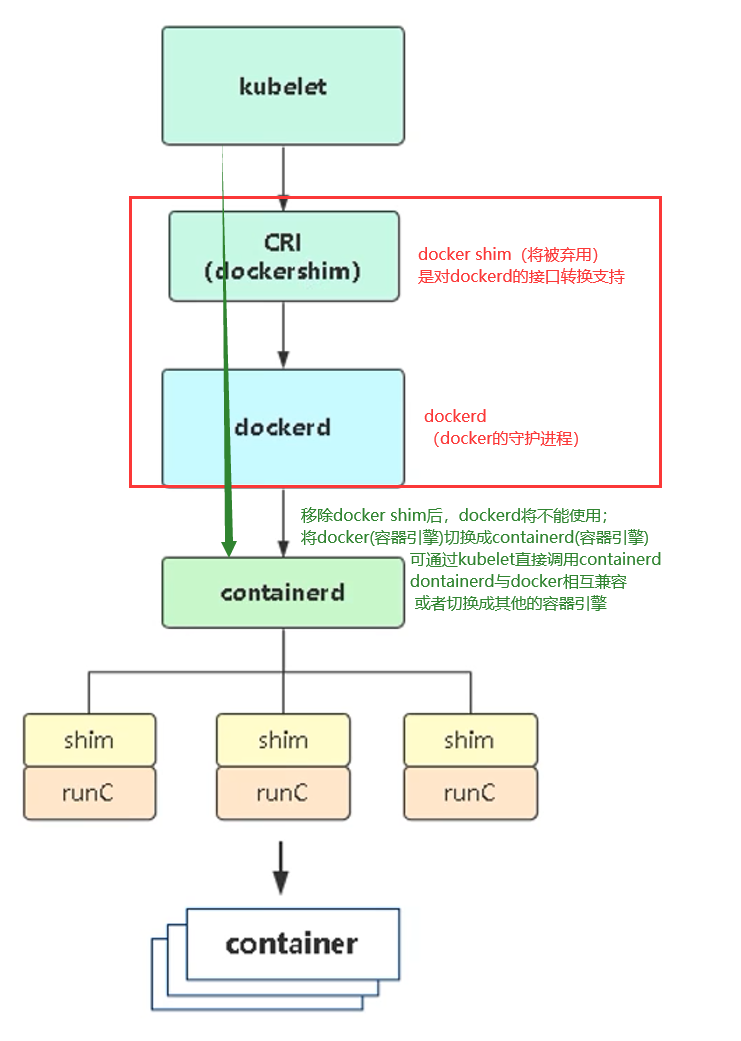 kubelet
CRI
(dockershim)
docker shim（将被弃用）
是对dockerd的接口转换支持
dockerd
dockerd
（docker的守护进程）
移除docker shim后，dockerd将不能使用；
将docker(容器引擎)切换成containerd(容器引擎)
可通过kubelet直接调用containerd
dontainerd与docker相互兼容
或者切换成其他的容器引擎
containerd
shim
shim
shim
runC
runC
runC
container